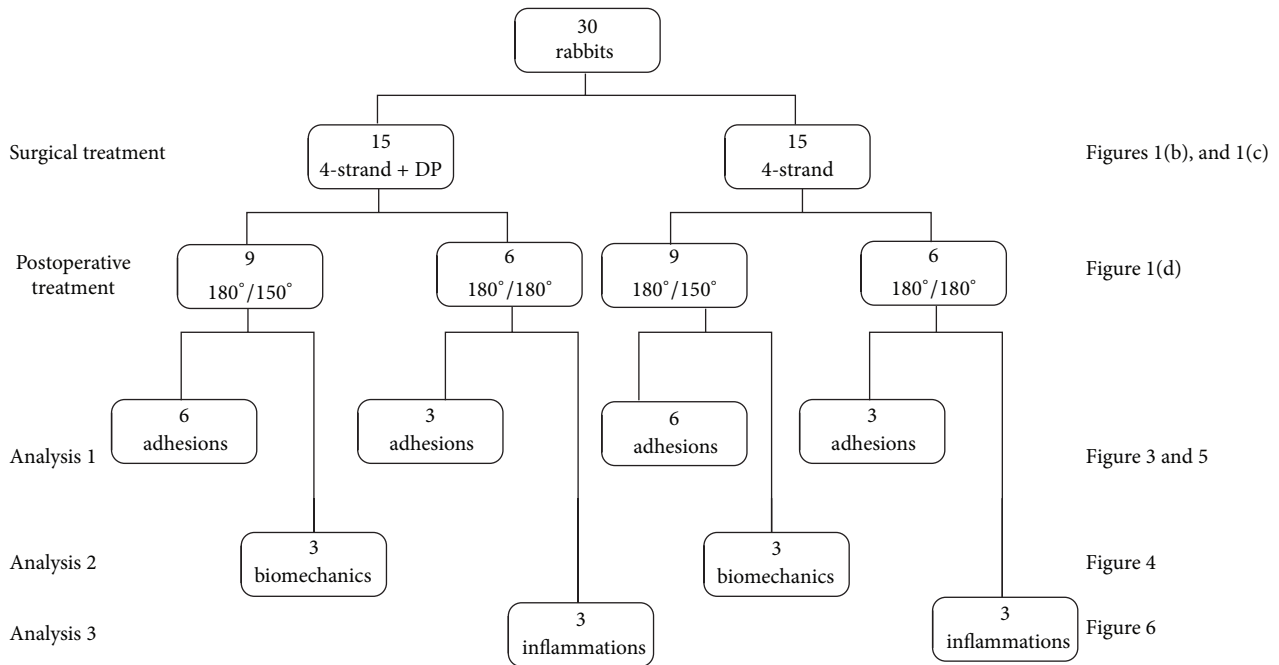 30
rabbits
Surgical treatment
15
4-strand + DP
15
4-strand
Figures 1(b), and 1(c)
Postoperative
treatment
9
180°/150°
6
180°/180°
9
180°/150°
6
180°/180°
Figure 1(d)
Analysis 1
6
adhesions
3
adhesions
6
adhesions
3
adhesions
Figure 3 and 5
Analysis 2
3
biomechanics
3
biomechanics
Figure 4
Analysis 3
3
inflammations
3
inflammations
Figure 6